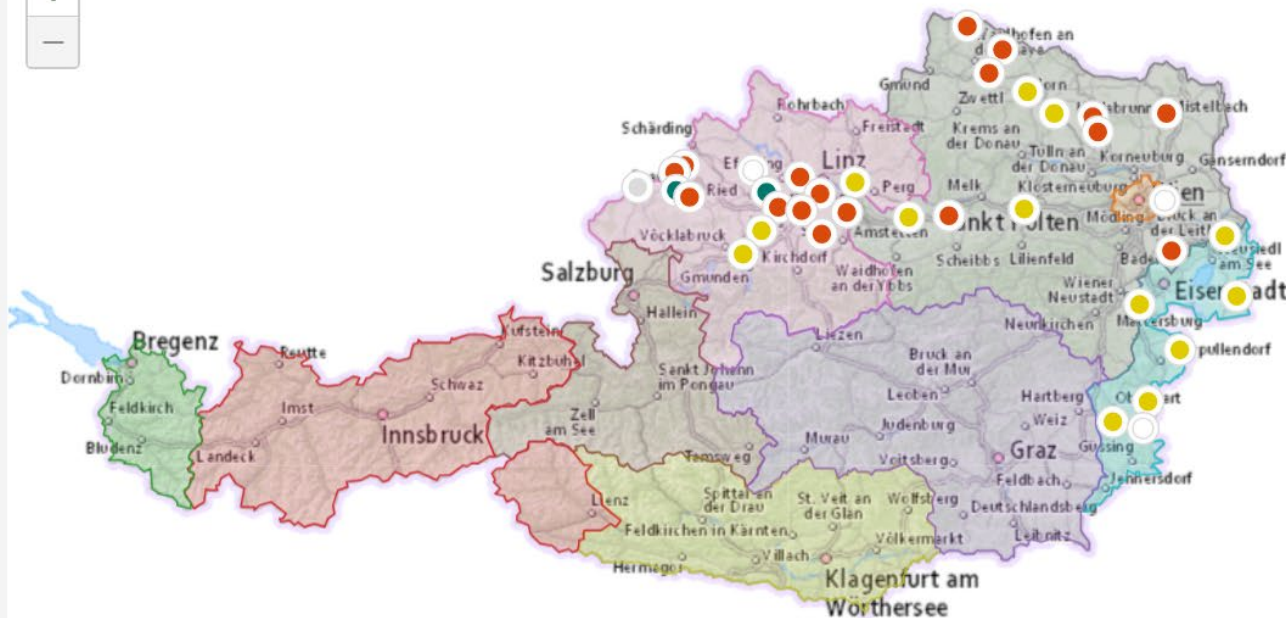 Gmünd
Zwettl
Rohrbach
Freistadt
Schärding
Krems an
der Donau
Mistelbach
Tulln an
der Donau
Korneuburg
Gänserndorf
Linz
Ried
Perg
Melk
Klosterneuburg
Mödling
Vöcklabruck
Amstetten
Kirchdorf
Gmunden
Waidhofen
an der Ybbs
Scheibbs
Lilienfeld
Wiener
Neustadt
am See
Salzburg
Hallein
Neunkirchen
Bregenz
Dornbirn
Reutte
Kufstein
Kitzbühel
Liezen
Bruck an
der Mur
Schwaz
Sankt Johann
im Pongau
Leoben
Hartberg
Feldkirch
Imst
Innsbruck
Zell
am See
Weiz
Bludenz
Landeck
Murau
Judenburg
Graz
Güssing
Tamsweg
Voitsberg
Feldbach
Jennersdorf
Lienz
Spittal an
der Drau
St. Veit an
der Glan
Wolfsberg
Deutschlandsberg
Feldkirchen in Kärnten
Völkermarkt
Leibnitz
Hermagor
Villach
Klagenfurt am
Wörthersee